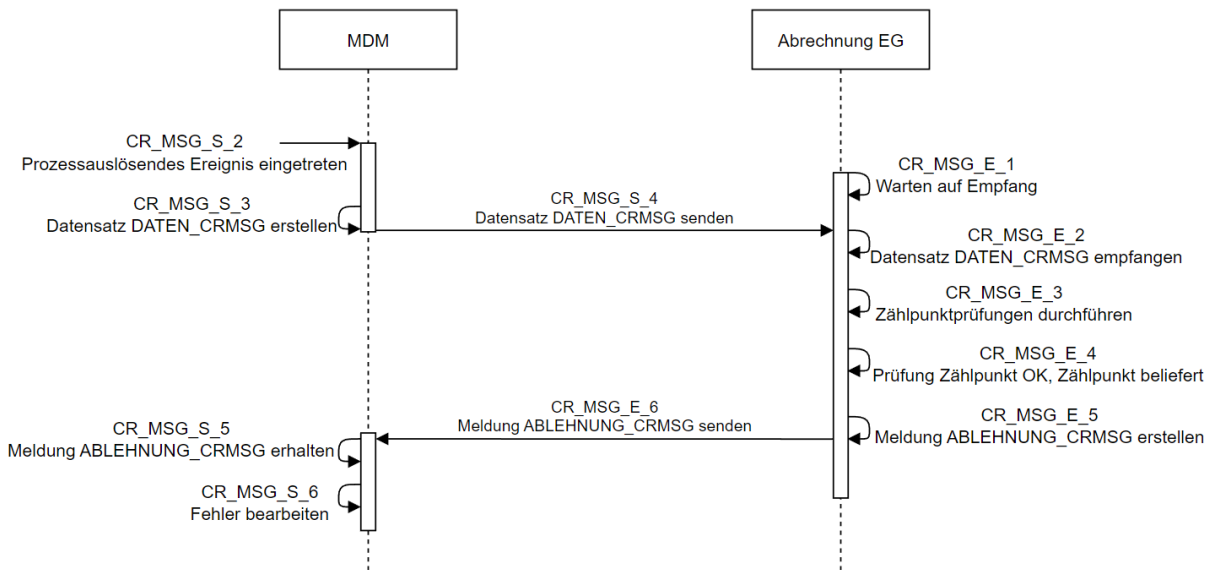 MDM
Abrechnung EG
CR_MSG_S_2
Prozessauslösendes Ereignis eingetreten
CR_MSG_E_1
Warten auf Empfang
CR_MSG_S_3
Datensatz DATEN_CRMSG erstellen
CR_MSG_S_4
Datensatz DATEN_CRMSG senden
CR_MSG_E_2
Datensatz DATEN_CRMSG empfangen
CR_MSG_E_3
Zählpunktprüfungen durchführen
CR_MSG_E_4
Prüfung Zählpunkt OK, Zählpunkt beliefert
CR_MSG_E_6
Meldung ABLEHNUNG_CRMSG senden
CR_MSG_E_5
Meldung ABLEHNUNG_CRMSG erstellen
CR_MSG_S_5
Meldung ABLEHNUNG_CRMSG erhalten
CR_MSG_S_6
Fehler bearbeiten